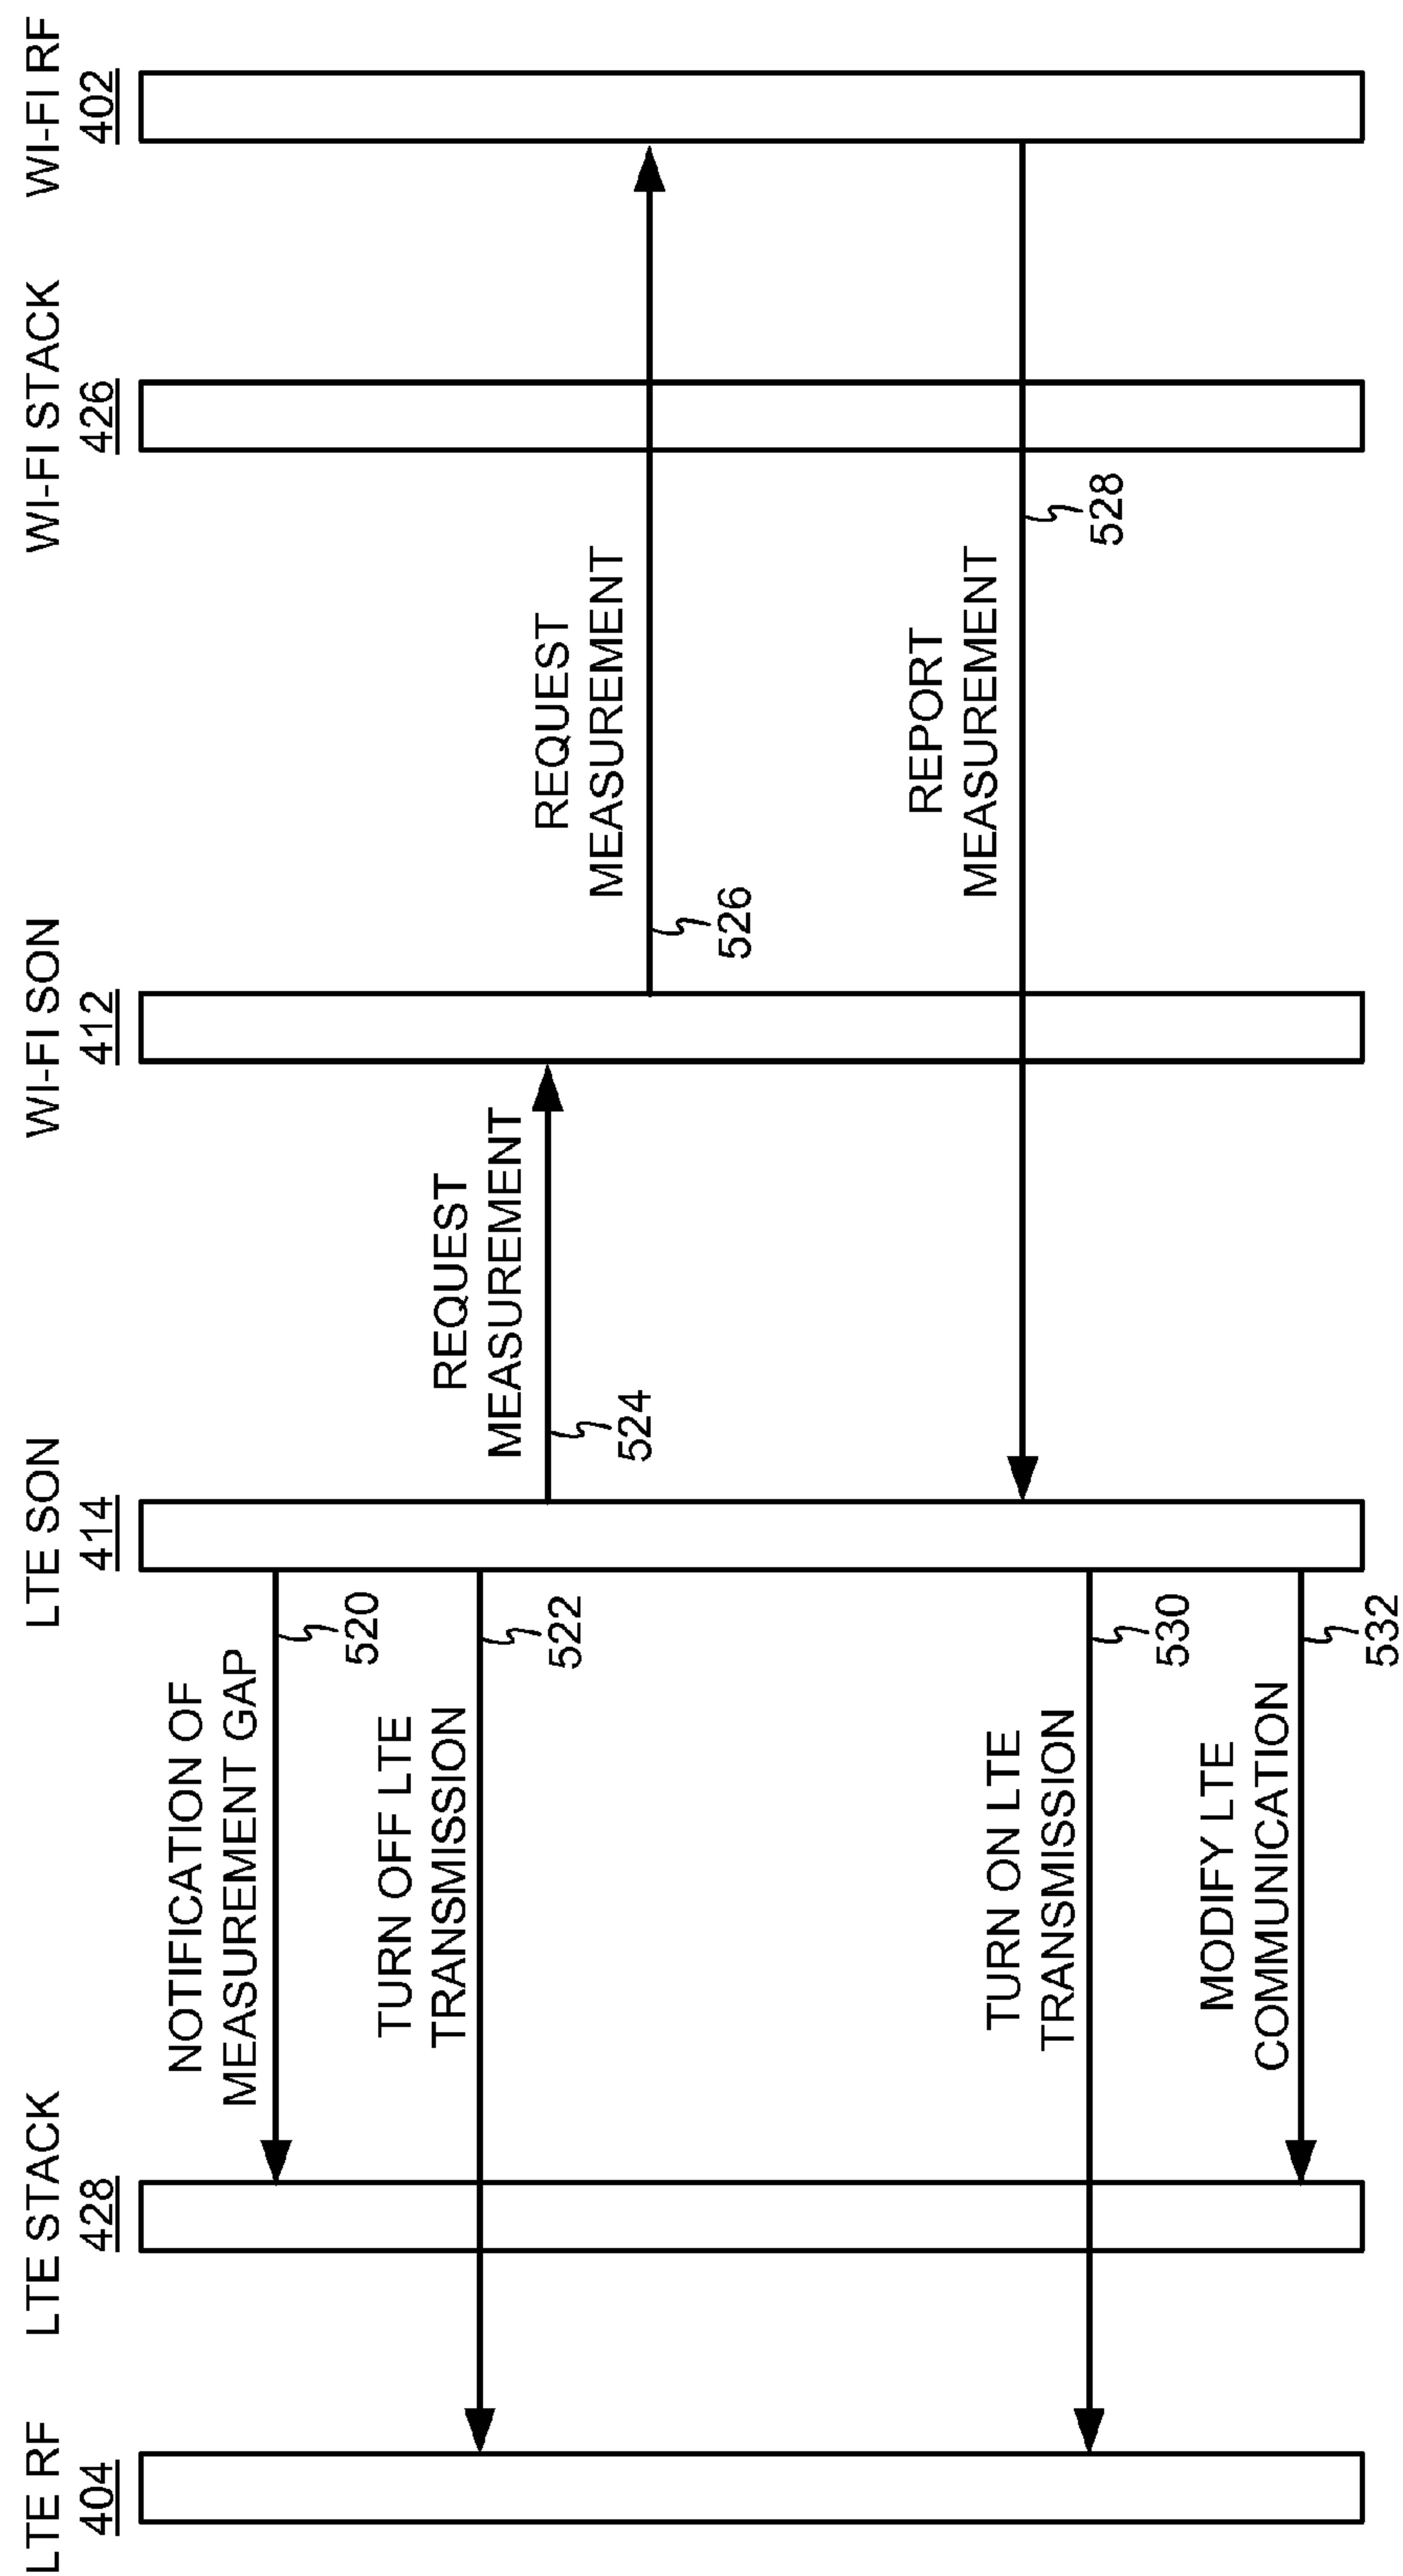 LTE RF
404
LTE STACK
428
LTE SON
414
WI-FI SON
412
WI-FI STACK
426
WI-FI RF
402
NOTIFICATION OF
MEASUREMENT GAP
520
TURN OFF LTE
TRANSMISSION
522
REQUEST
MEASUREMENT
524
REQUEST
MEASUREMENT
526
REPORT
MEASUREMENT
528
TURN ON LTE
TRANSMISSION
530
MODIFY LTE
COMMUNICATION
532